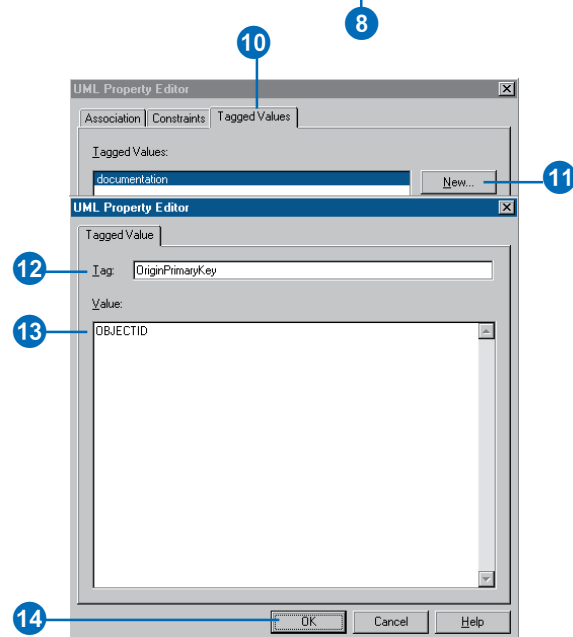 8
10
UML Property Editor
Association Constraints Tagged Values
Tagged Values:
documentation
New...
11
UML Property Editor
Tagged Value
12
Tag: OriginPrimaryKey
Value:
13
OBJECTID
14
OK Cancel Help